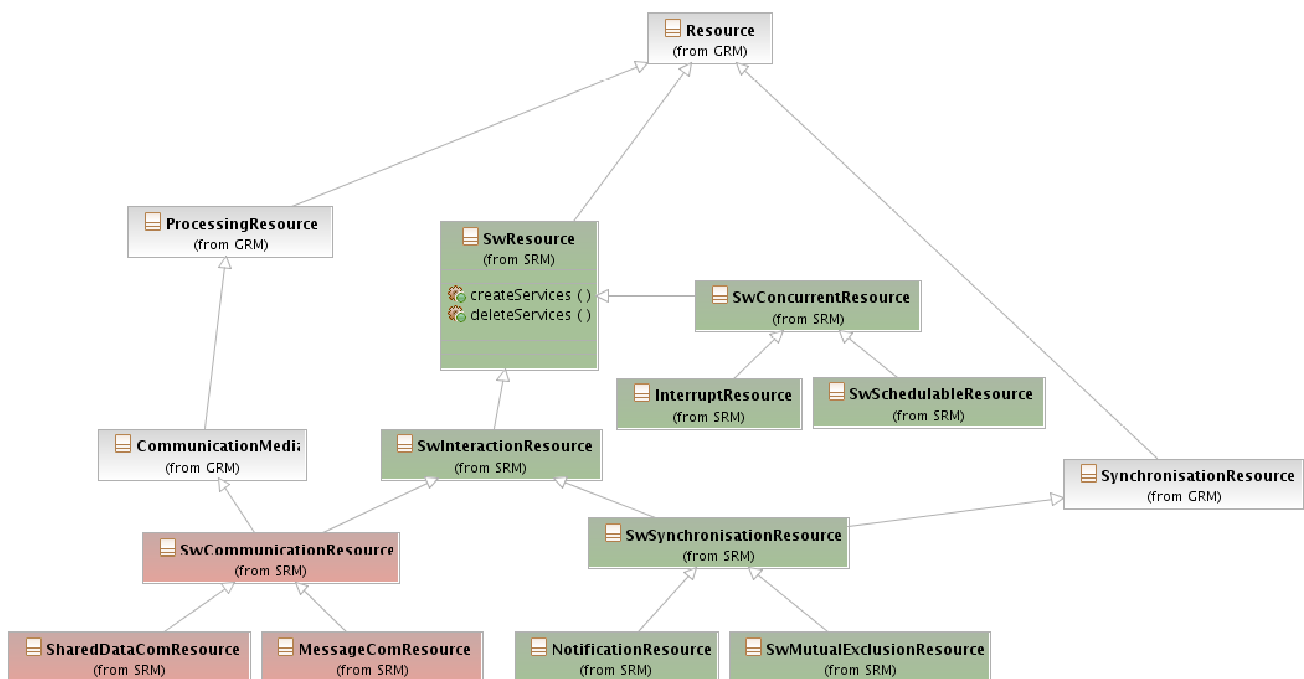 Resource
(from GRM)
ProcessingResource
(from GRM)
SwResource
(from SRM)
createServices ( )
deleteServices ( )
SwConcurrentResource
(from SRM)
InterruptResource
(from SRM)
SwSchedulableResource
(from SRM)
CommunicationMedia
(from GRM)
SwInteractionResource
(from SRM)
SynchronisationResource
(from GRM)
SwCommunicationResource
(from SRM)
SwSynchronisationResource
(from SRM)
SharedDataComResource
(from SRM)
MessageComResource
(from SRM)
NotificationResource
(from SRM)
SwMutualExclusionResource
(from SRM)